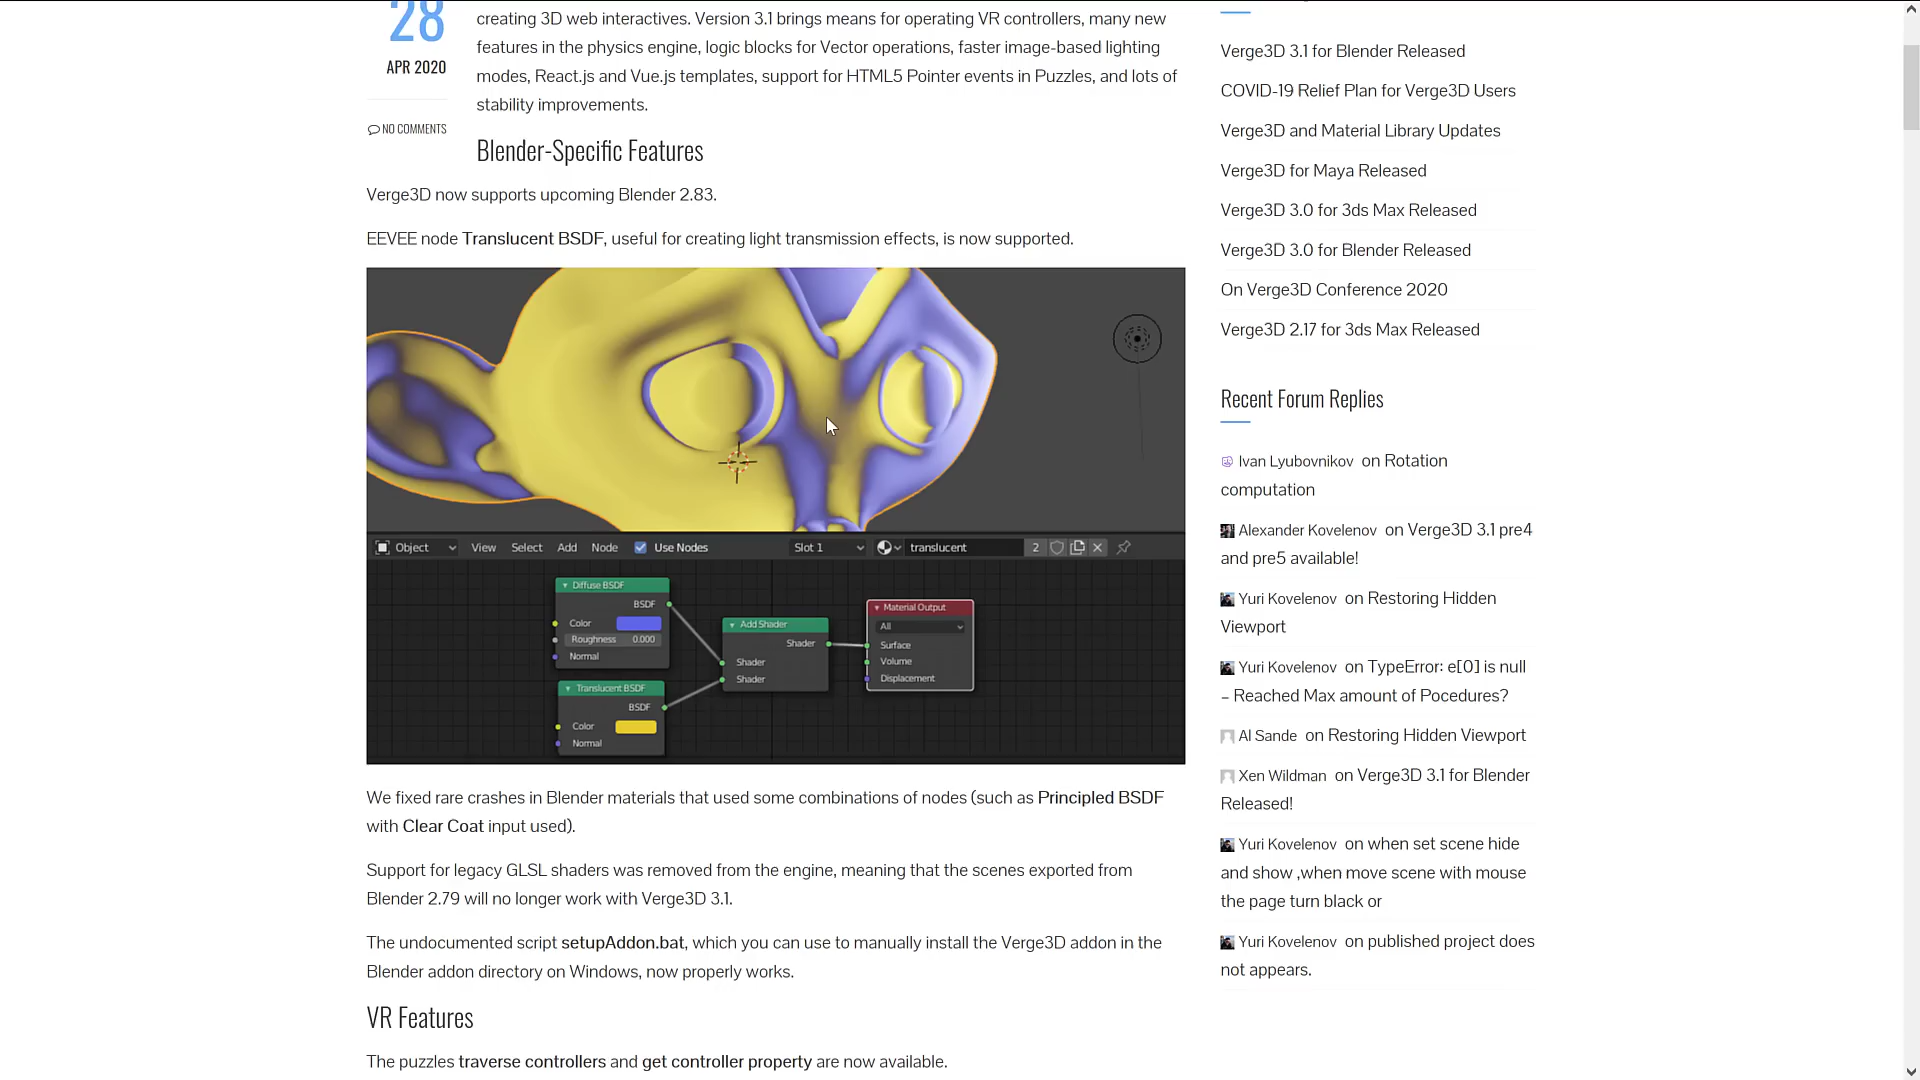 28
APR 2020
NO COMMENTS
creating 3D web interactives. Version 3.1 brings means for operating VR controllers, many new
features in the physics engine, logic blocks for Vector operations, faster image-based lighting
modes, React.js and Vue.js templates, support for HTML5 Pointer events in Puzzles, and lots of
stability improvements.
Blender-Specific Features
Verge3D now supports upcoming Blender 2.83.
EEVEE node Translucent BSDF, useful for creating light transmission effects, is now supported.
Object View Select Add Node Use Nodes Slot 1 translucent 2
Diffuse BSDF
BSDF
Color
Roughness 0.000
Normal
Translucent BSDF
BSDF
Color
Normal
Add Shader
Shader
Shader
Shader
Material Output
All
Surface
Volume
Displacement
We fixed rare crashes in Blender materials that used some combinations of nodes (such as Principled BSDF
with Clear Coat input used).
Support for legacy GLSL shaders was removed from the engine, meaning that the scenes exported from
Blender 2.79 will no longer work with Verge3D 3.1.
The undocumented script setupAddon.bat, which you can use to manually install the Verge3D addon in the
Blender addon directory on Windows, now properly works.
VR Features
The puzzles traverse controllers and get controller property are now available.
Verge3D 3.1 for Blender Released
COVID-19 Relief Plan for Verge3D Users
Verge3D and Material Library Updates
Verge3D for Maya Released
Verge3D 3.0 for 3ds Max Released
Verge3D 3.0 for Blender Released
On Verge3D Conference 2020
Verge3D 2.17 for 3ds Max Released
Recent Forum Replies
Ivan Lyubovnikov on Rotation
computation
Alexander Kovelenov on Verge3D 3.1 pre4
and pre5 available!
Yuri Kovelenov on Restoring Hidden
Viewport
Yuri Kovelenov on TypeError: e[0] is null
– Reached Max amount of Pocedures?
Al Sande on Restoring Hidden Viewport
Xen Wildman on Verge3D 3.1 for Blender
Released!
Yuri Kovelenov on when set scene hide
and show ,when move scene with mouse
the page turn black or
Yuri Kovelenov on published project does
not appears.